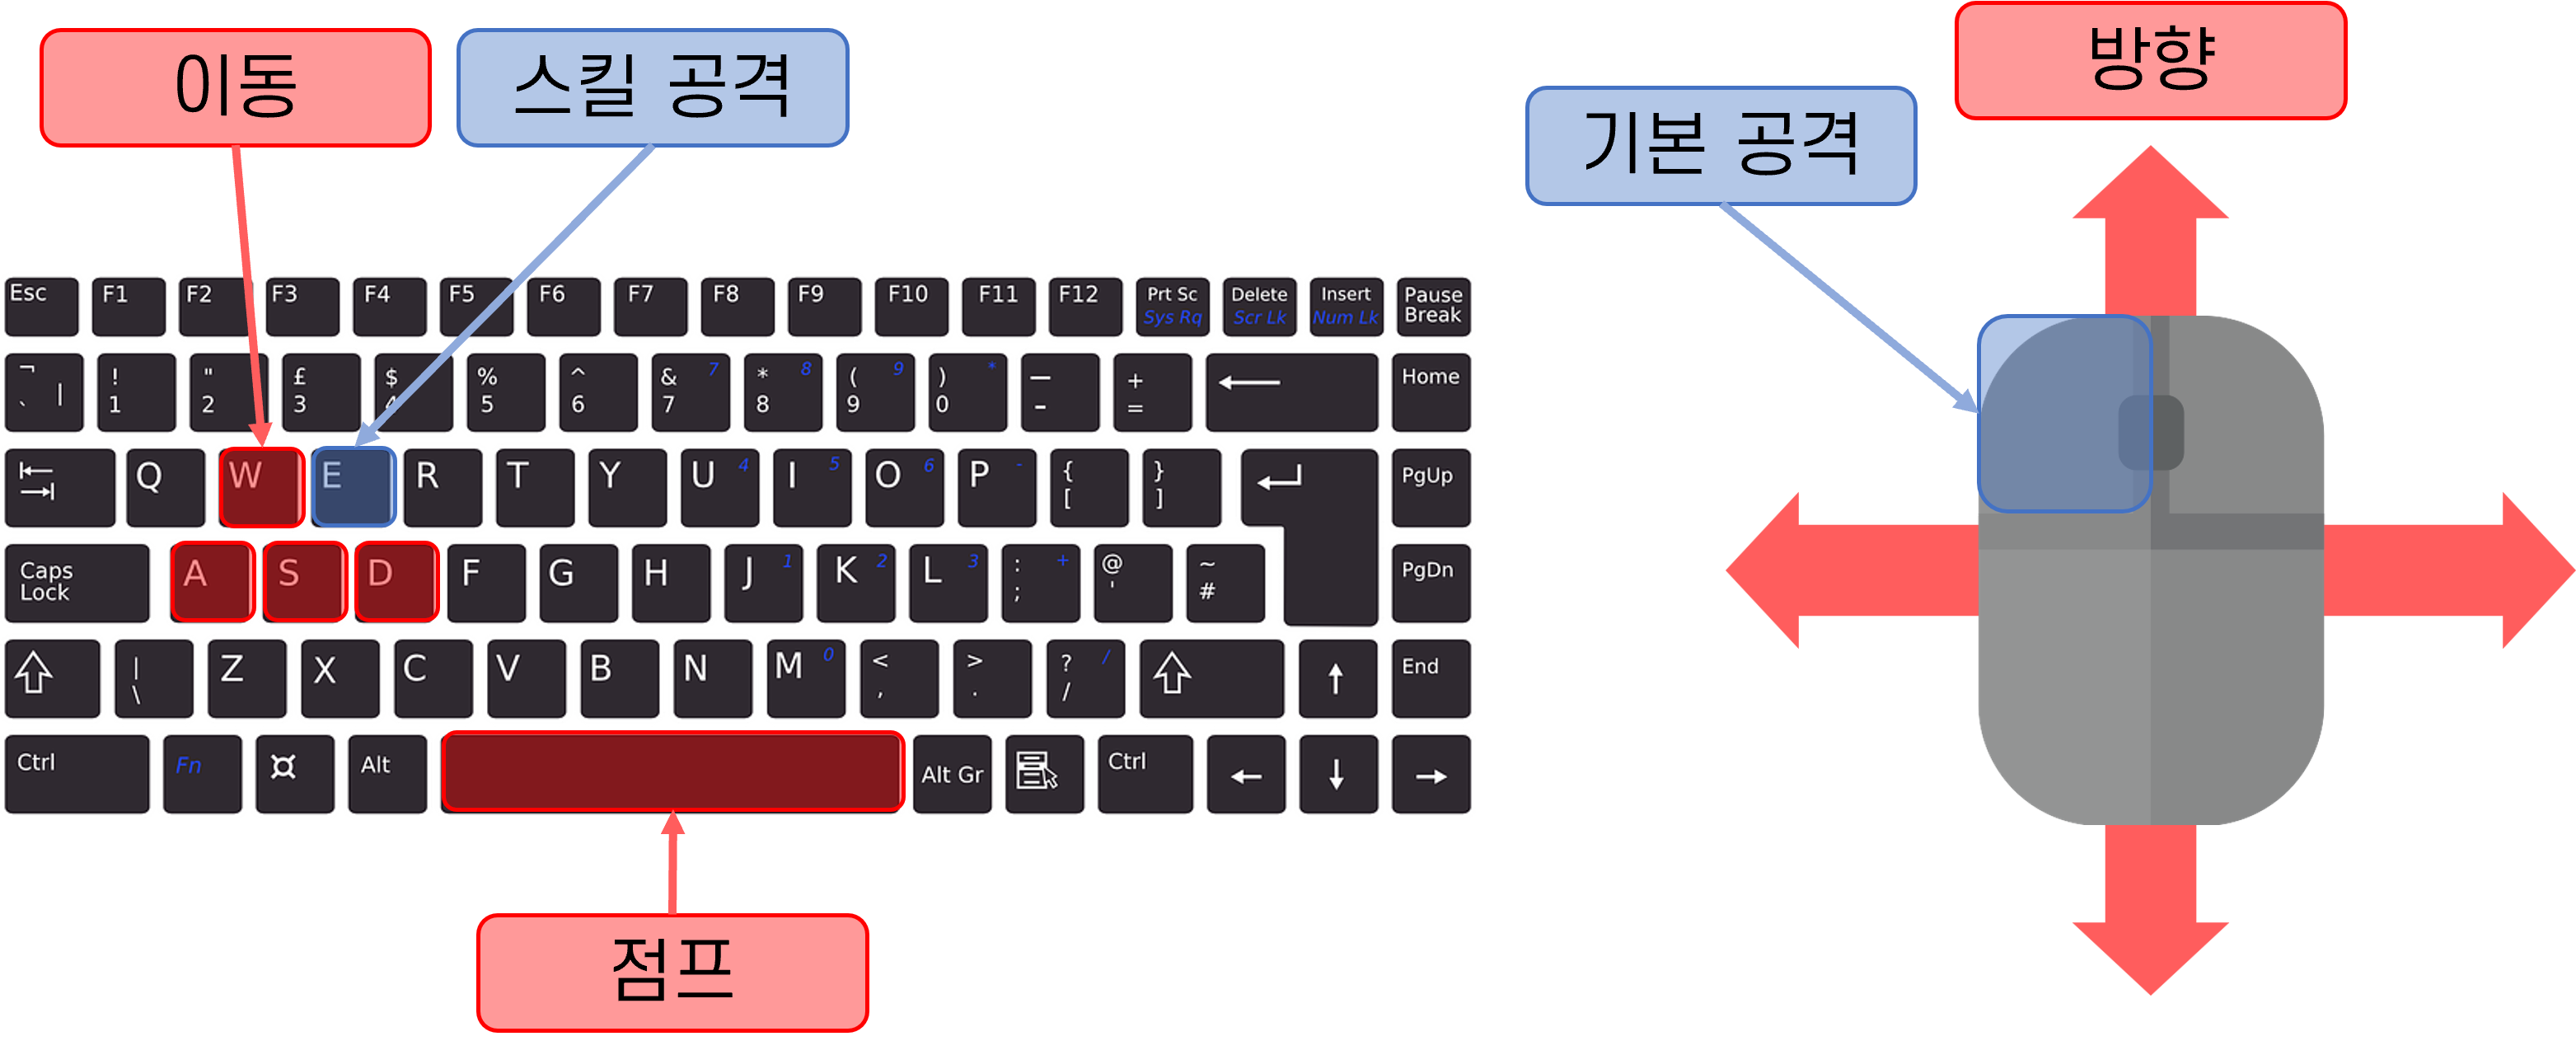 이동
스킬 공격
방향
기본 공격
Esc F1 F2 F3 F4 F5 F6 F7 F8 F9 F10 F11 F12 Prt Sc Delete Insert Pause
Sys Rq Scr Lk Num Lk Break
¬ ! " £ $ % ^ & 7 * 8 ( 9 ) * — +
` | 1 2 3 4 5 6 7 8 9 0 - = Home
Q W E R T Y U 4 I 5 O 6 P - { } PgUp
[ ]
Caps A S D F G H J 1 K 2 L 3 : + @ ~ PgDn
Lock ; ' #
| Z X C V B N M 0 < > ? / End
\ , . /
Ctrl Fn Alt Alt Gr Ctrl
점프